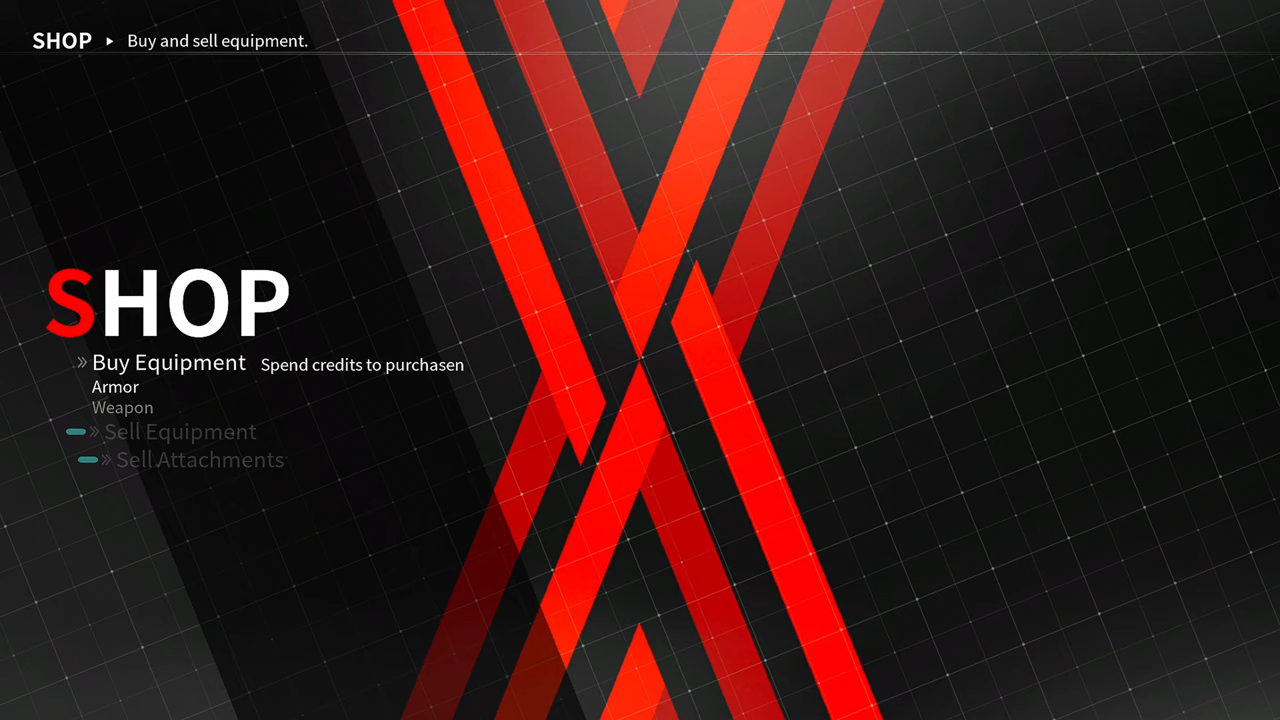 SHOP Buy and sell equipment.
SHOP
Buy Equipment Spend credits to purchasen
Armor
Weapon
Sell Equipment
Sell Attachments